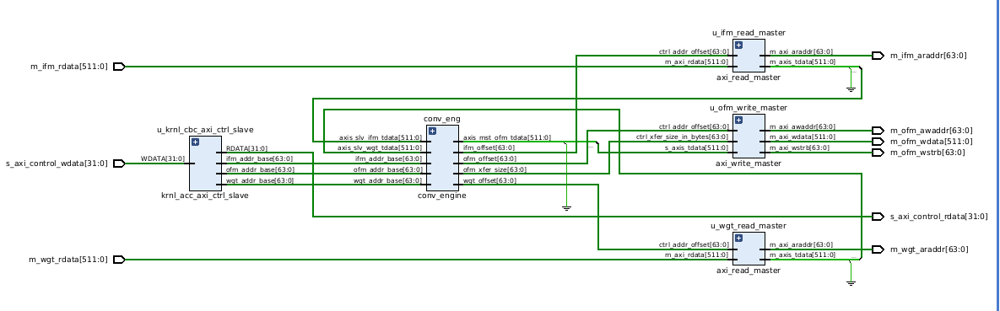 u_ifm_read_master
m_ifm_rdata[511:0]
ctrl_addr_offset[63:0]
m_axi_rdata[511:0]
m_axi_araddr[63:0]
m_axis_tdata[511:0]
axi_read_master
m_ifm_araddr[63:0]
u_krnl_cbc_axi_ctrl_slave
s_axi_control_wdata[31:0]
WDATA[31:0]
RDATA[31:0]
ifm_addr_base[63:0]
ofm_addr_base[63:0]
wgt_addr_base[63:0]
krnl_acc_axi_ctrl_slave
conv_eng
axis_slv_ifm_tdata[511:0]
axis_slv_wgt_tdata[511:0]
ifm_addr_base[63:0]
ofm_addr_base[63:0]
wgt_addr_base[63:0]
axis_mst_ofm_tdata[511:0]
ifm_offset[63:0]
ofm_offset[63:0]
ofm_xfer_size[63:0]
wgt_offset[63:0]
conv_engine
u_ofm_write_master
ctrl_addr_offset[63:0]
ctrl_xfer_size_in_bytes[63:0]
s_axis_tdata[511:0]
m_axi_awaddr[63:0]
m_axi_wdata[511:0]
m_axi_wstrb[63:0]
axi_write_master
m_ofm_awaddr[63:0]
m_ofm_wdata[511:0]
m_ofm_wstrb[63:0]
s_axi_control_rdata[31:0]
u_wgt_read_master
m_wgt_rdata[511:0]
ctrl_addr_offset[63:0]
m_axi_rdata[511:0]
m_axi_araddr[63:0]
m_axis_tdata[511:0]
axi_read_master
m_wgt_araddr[63:0]